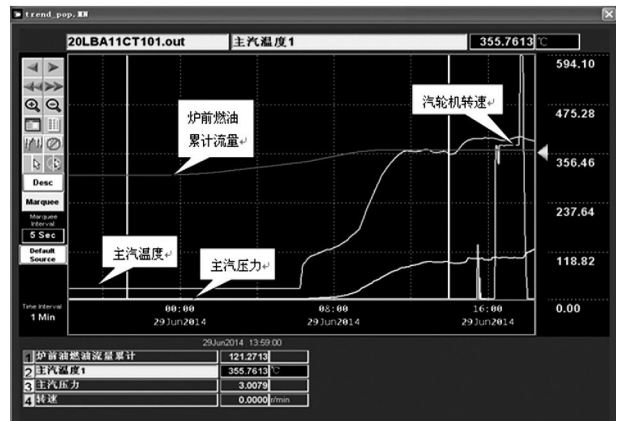 trend_pop.MN
20LBA11CT101.out 主汽温度1 355.7613 ℃
594.10
475.28
356.46
237.64
118.82
0.00
炉前燃油
累计流量
汽轮机转速
主汽温度
主汽压力
Desc
Marquee
Marquee
Interval
5 Sec
Default
Source
Time Interval
1 Min
00:00 08:00 16:00
29Jun2014 29Jun2014 29Jun2014
29Jun2014 13:59:00
1 炉前油燃油流量累计 121.2713
2 主汽温度1 355.7613 ℃
3 主汽压力 3.0079
4 转速 0.0000 r/min